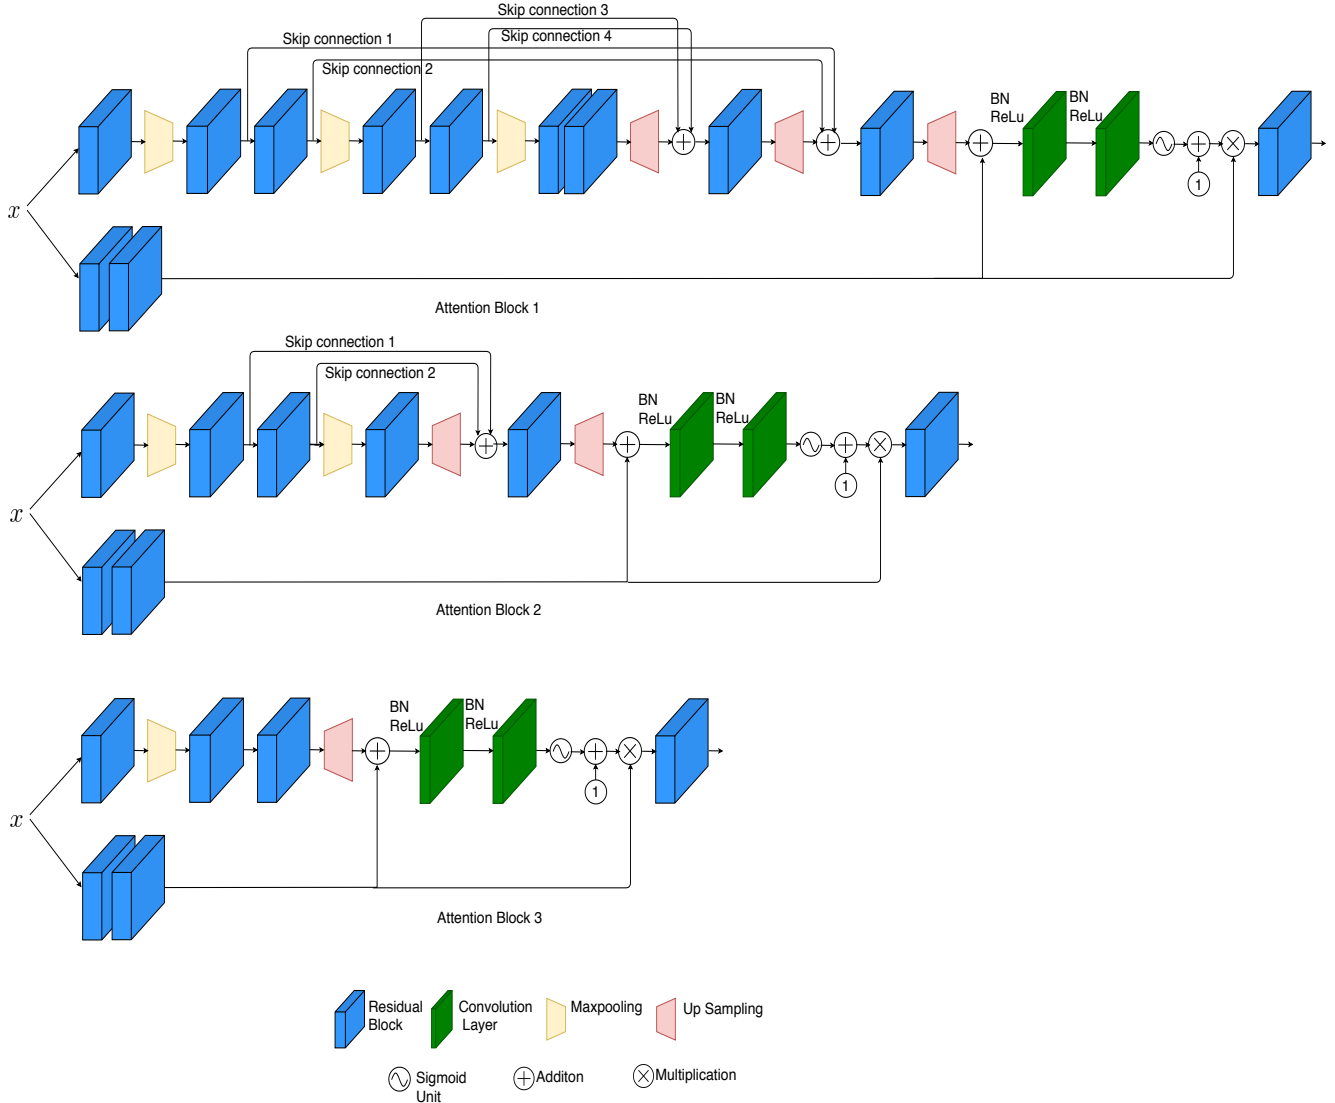 Skip connection 3
Skip connection 4
Skip connection 1
Skip connection 2
BN
ReLu
BN
ReLu
1
x
Attention Block 1
Skip connection 1
Skip connection 2
BN
ReLu
BN
ReLu
1
x
Attention Block 2
BN
ReLu
BN
ReLu
1
x
Attention Block 3
Residual
Block
Convolution
Layer
Maxpooling
Up Sampling
Sigmoid
Unit
Additon
Multiplication